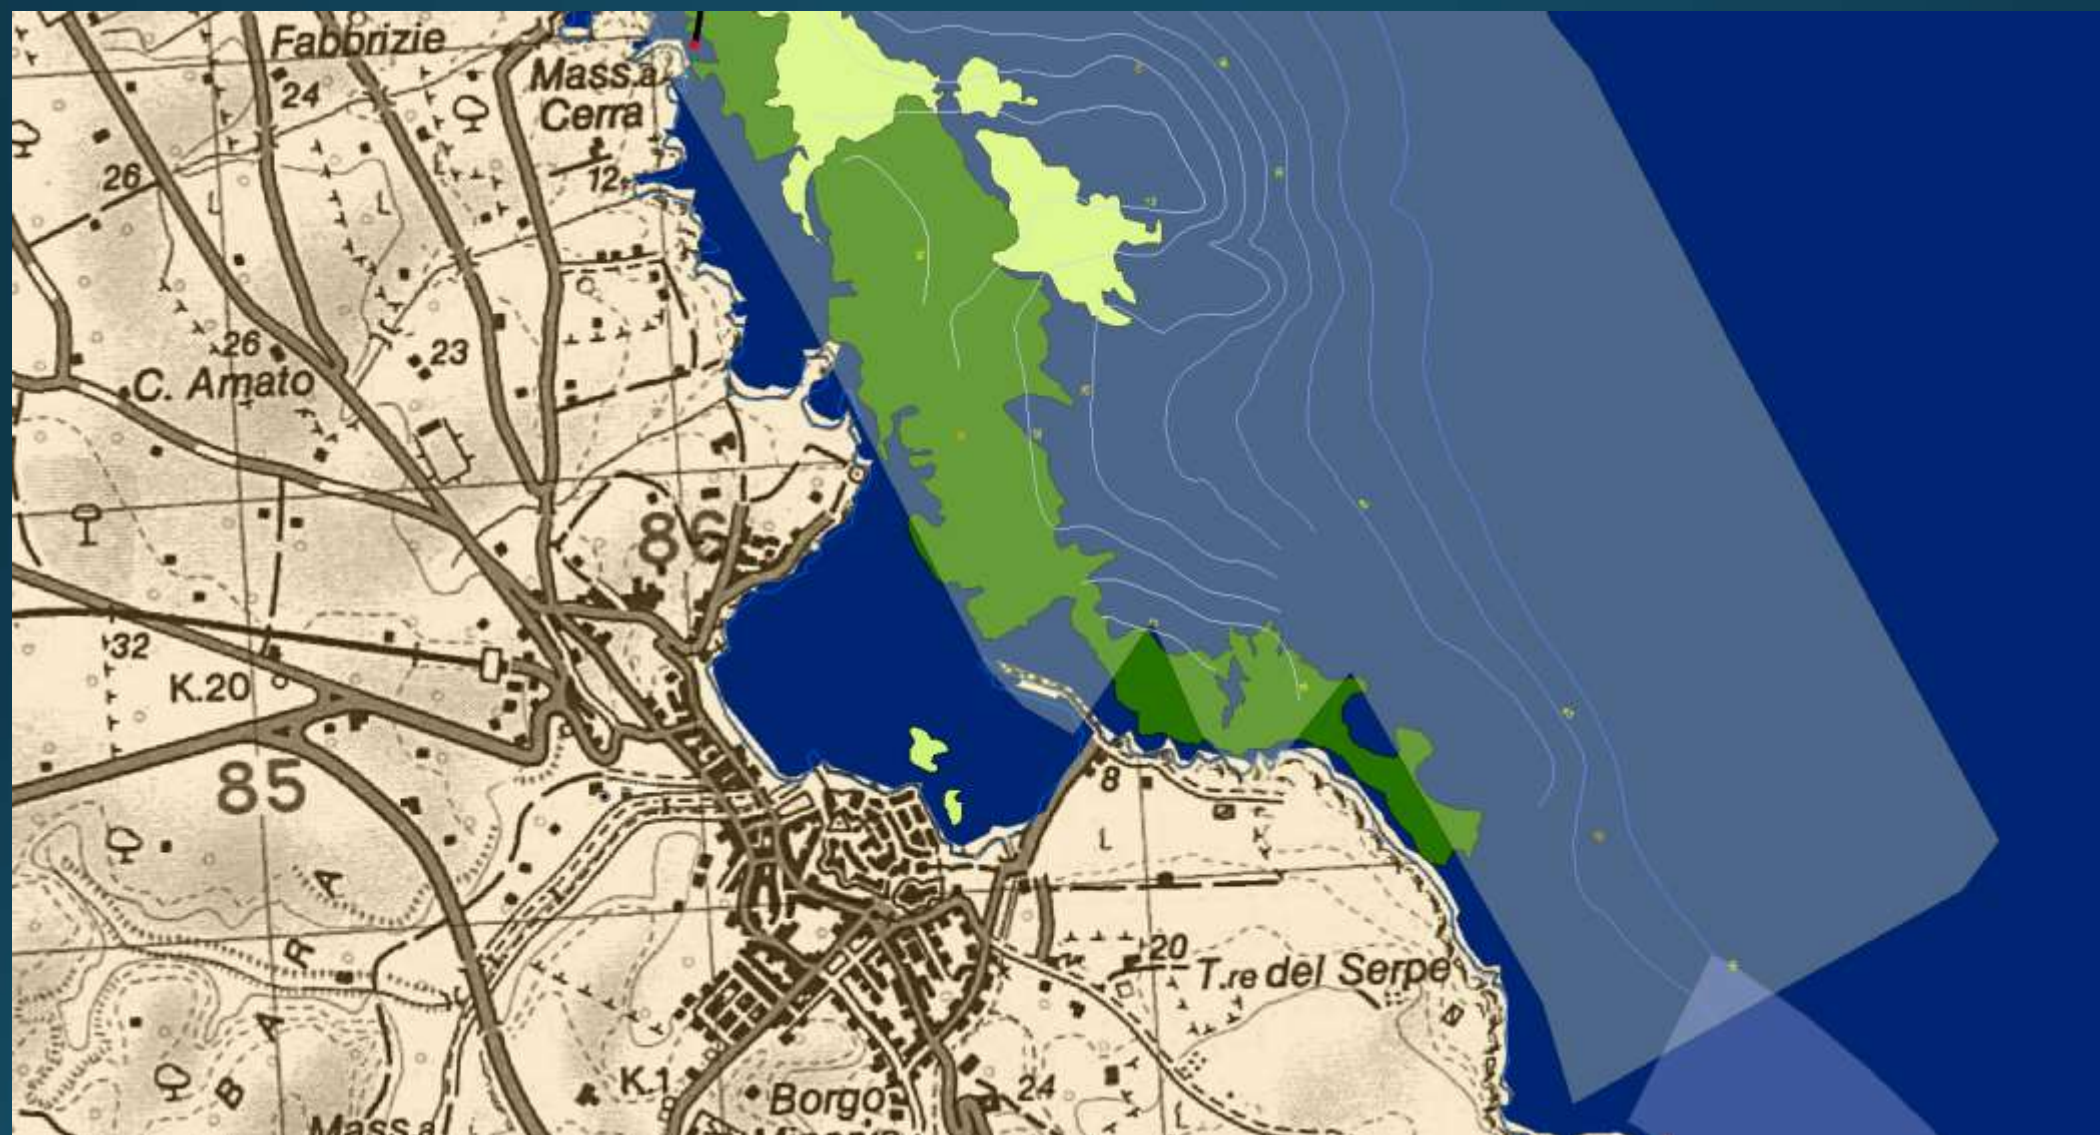 Fabbrizie
24
Mass.a
Cerra
26
12
L
L
26
23
C. Amato
86
32
K.20
85
8
L
A
R
20
T.re del Serpe
A
B
K.1
24
Borgo
L
Mass.a